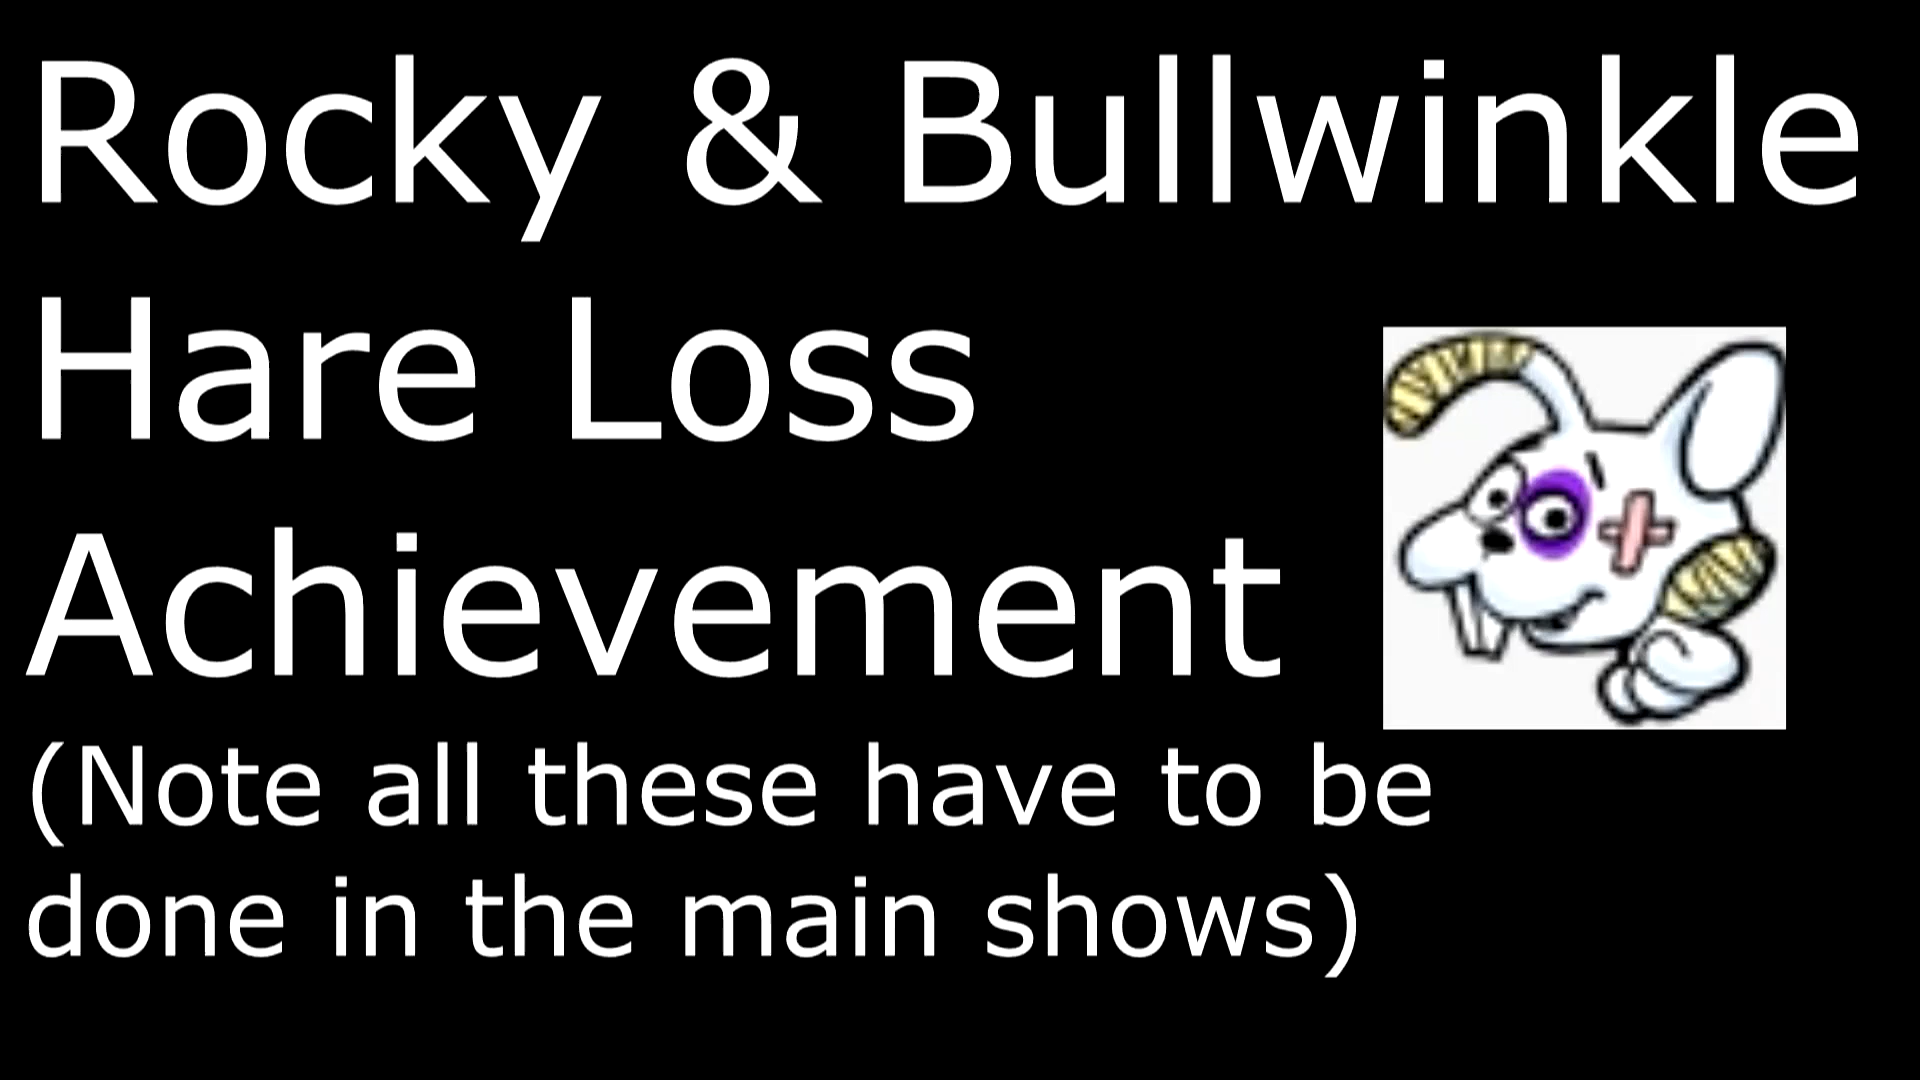 Rocky & Bullwinkle
Hare Loss
Achievement
(Note all these have to be
done in the main shows)